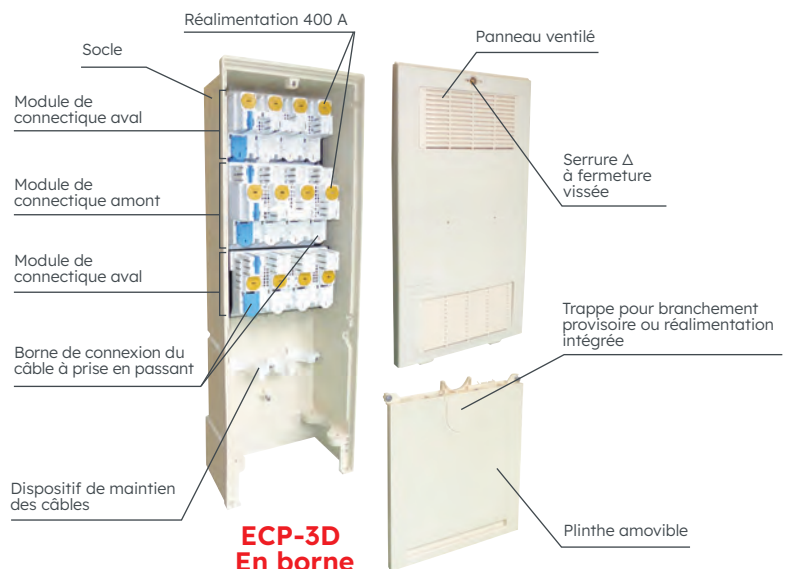 Réalimentation 400 A
Socle
Module de
connectique aval
Module de
connectique amont
Module de
connectique aval
Borne de connexion du
câble à prise en passant
Dispositif de maintien
des câbles
ECP-3D
En borne
Panneau ventilé
Serrure Δ
à fermeture
vissée
Trappe pour branchement
provisoire ou réalimentation
intégrée
Plinthe amovible